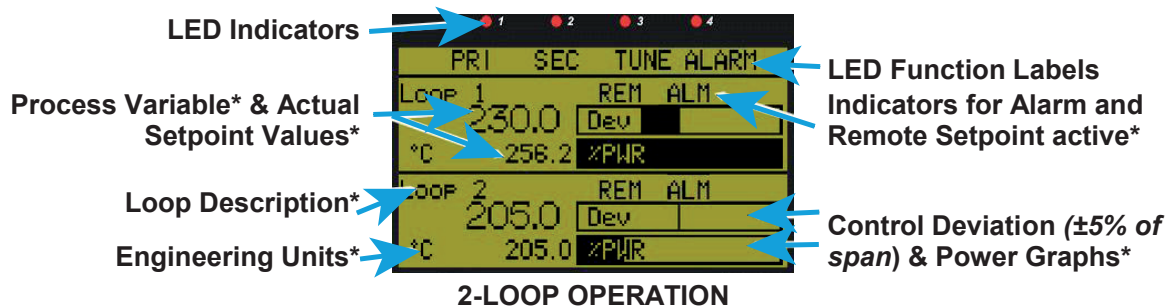 LED Indicators
1 2 3 4
PRI SEC TUNE ALARM
LED Function Labels
Process Variable* & Actual
Setpoint Values*
Loop 1 REM ALM
230.0 Dev
°C 256.2 %PWR
Indicators for Alarm and
Remote Setpoint active*
Loop Description*
Loop 2 REM ALM
205.0 Dev
Engineering Units*
°C 205.0 %PWR
Control Deviation (±5% of
span) & Power Graphs*
2-LOOP OPERATION